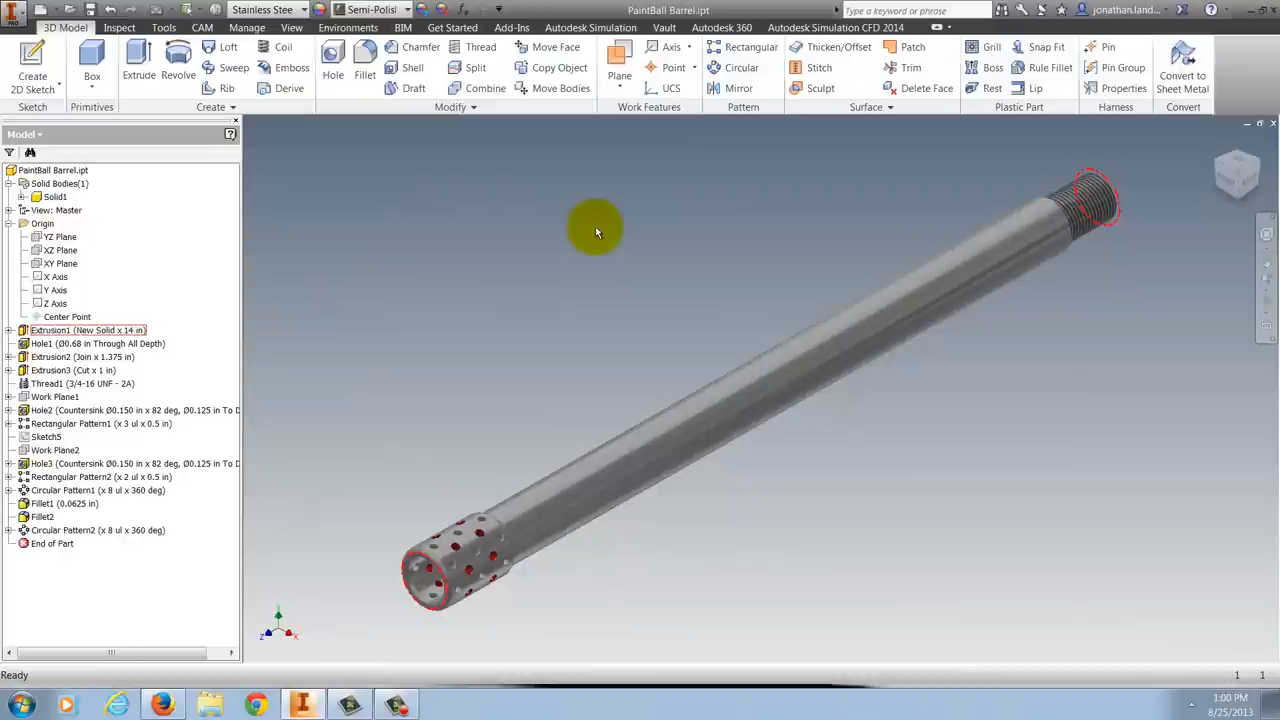 Stainless Stee
Semi-Polisl
PaintBall Barrel.ipt
Type a keyword or phrase
jonathan.land...
PRO
3D Model
Inspect
Tools
CAM
Manage
View
Environments
BIM
Get Started
Add-Ins
Autodesk Simulation
Vault
Autodesk 360
Autodesk Simulation CFD 2014
Create
2D Sketch
Box
Extrude
Revolve
Loft
Sweep
Rib
Coil
Emboss
Derive
Hole
Fillet
Chamfer
Shell
Draft
Thread
Split
Combine
Move Face
Copy Object
Move Bodies
Plane
Axis
Point
UCS
Rectangular
Circular
Mirror
Thicken/Offset
Stitch
Sculpt
Patch
Trim
Delete Face
Grill
Boss
Rest
Snap Fit
Rule Fillet
Lip
Pin
Pin Group
Properties
Convert to
Sheet Metal
Sketch
Primitives
Create
Modify
Work Features
Pattern
Surface
Plastic Part
Harness
Convert
Model
PaintBall Barrel.ipt
Solid Bodies(1)
Solid1
View: Master
Origin
YZ Plane
XZ Plane
XY Plane
X Axis
Y Axis
Z Axis
Center Point
Extrusion1 (New Solid x 14 in)
Hole1 (Ø0.68 in Through All Depth)
Extrusion2 (Join x 1.375 in)
Extrusion3 (Cut x 1 in)
Thread1 (3/4-16 UNF - 2A)
Work Plane1
Hole2 (Countersink Ø0.150 in x 82 deg, Ø0.125 in To D
Rectangular Pattern1 (x 3 ul x 0.5 in)
Sketch5
Work Plane2
Hole3 (Countersink Ø0.150 in x 82 deg, Ø0.125 in To D
Rectangular Pattern2 (x 2 ul x 0.5 in)
Circular Pattern1 (x 8 ul x 360 deg)
Fillet1 (0.0625 in)
Fillet2
Circular Pattern2 (x 8 ul x 360 deg)
End of Part
Z
X
Ready
1 1
1:00 PM
8/25/2013